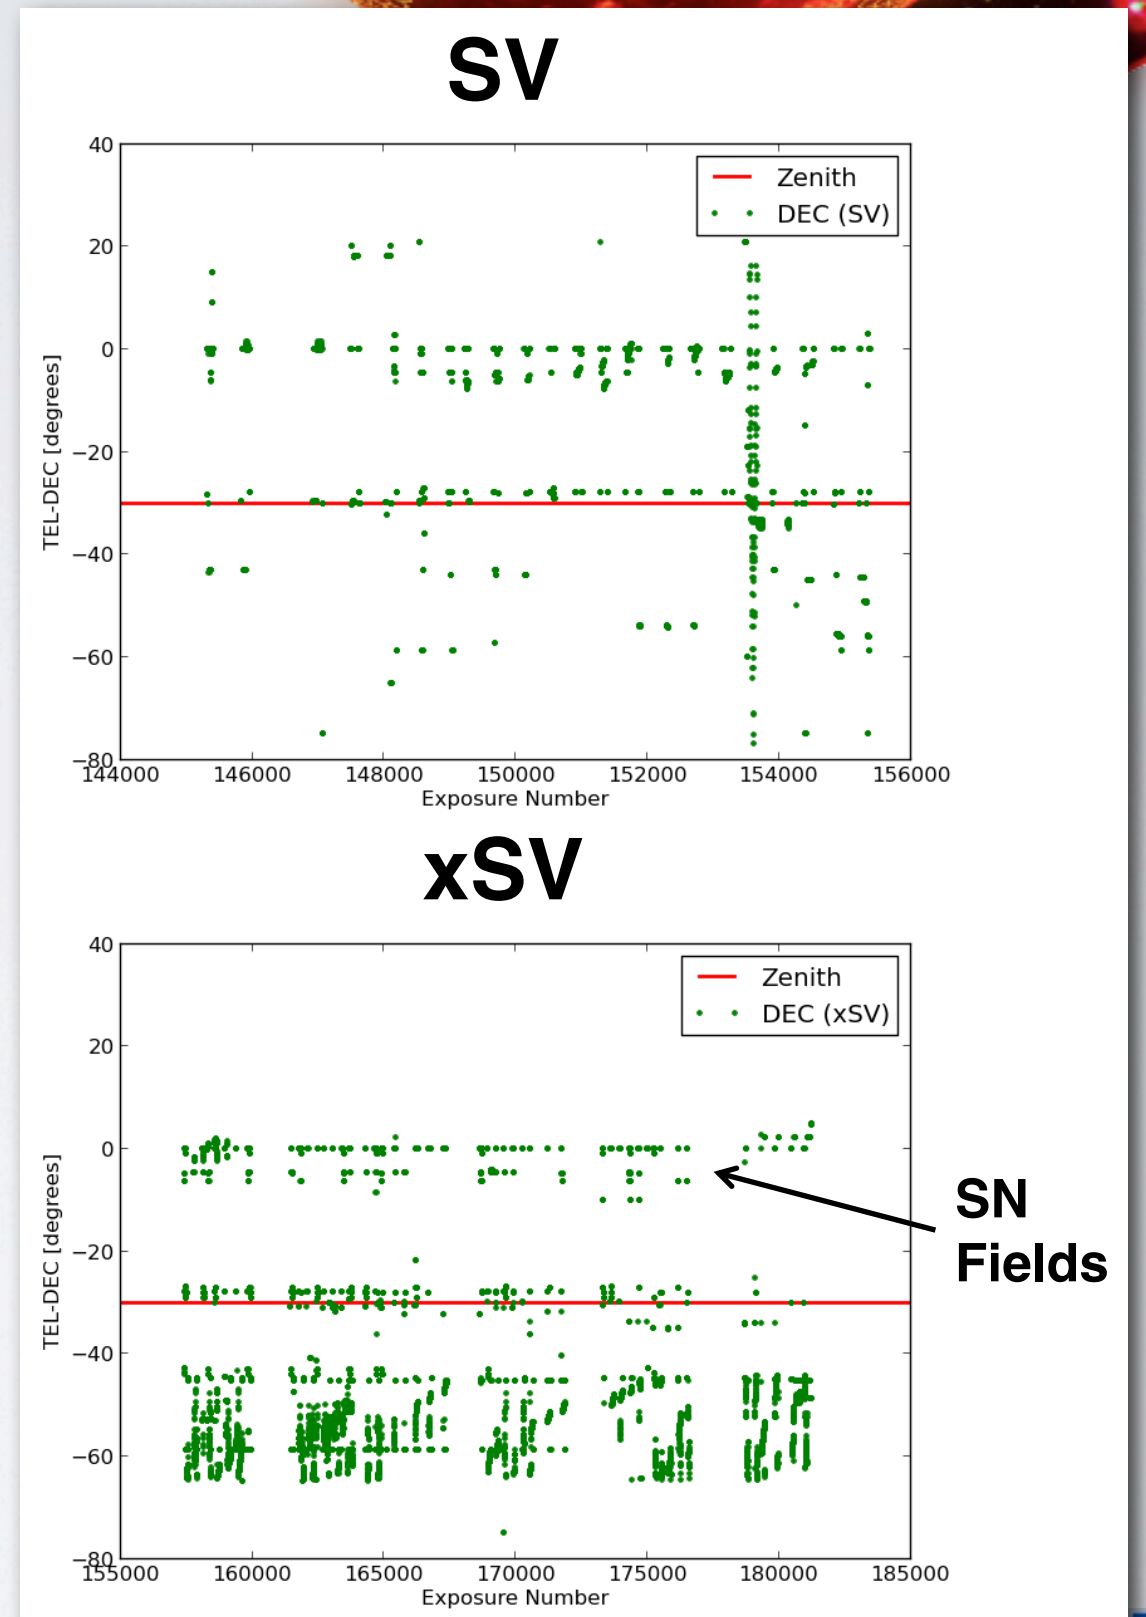 SV
40
20
0
−20
−40
−60
−80
TEL-DEC [degrees]
Zenith
DEC (SV)
144000 146000 148000 150000 152000 154000 156000
Exposure Number
xSV
40
20
0
−20
−40
−60
−80
TEL-DEC [degrees]
Zenith
DEC (xSV)
SN
Fields
155000 160000 165000 170000 175000 180000 185000
Exposure Number